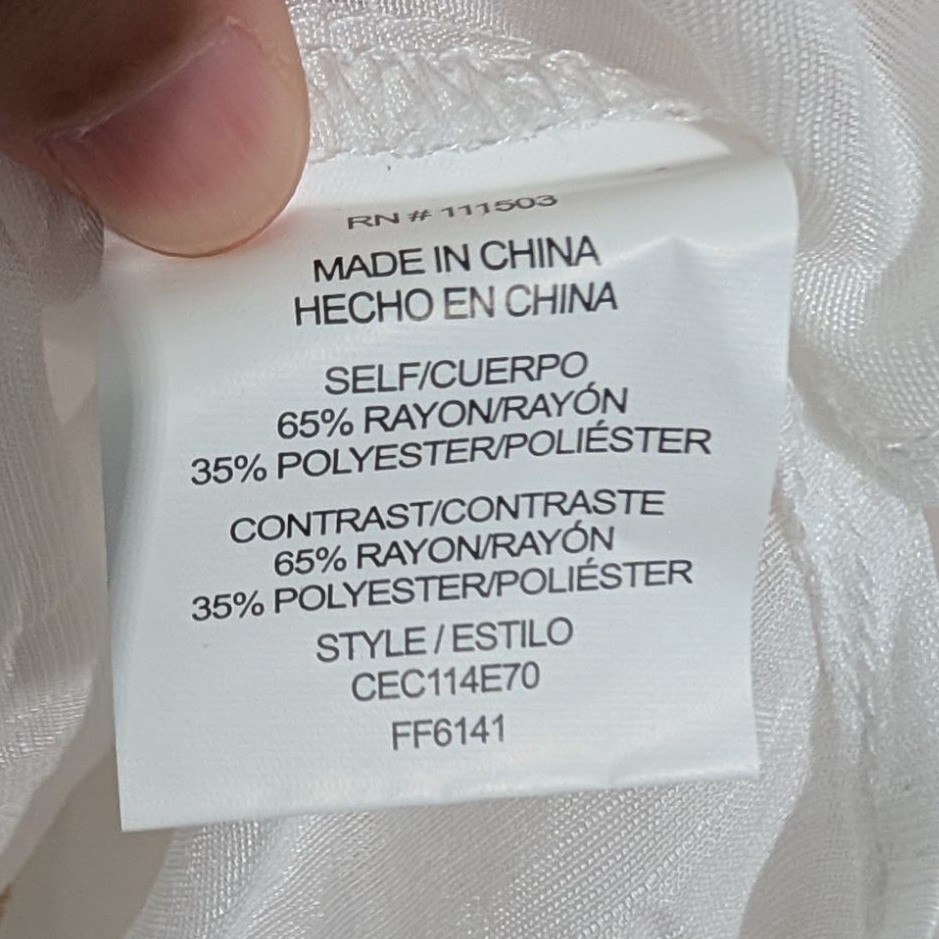 RN # 111503
MADE IN CHINA
HECHO EN CHINA
SELF/CUERPO
65% RAYON/RAYÓN
35% POLYESTER/POLIÉSTER
CONTRAST/CONTRASTE
65% RAYON/RAYÓN
35% POLYESTER/POLIÉSTER
STYLE / ESTILO
CEC114E70
FF6141